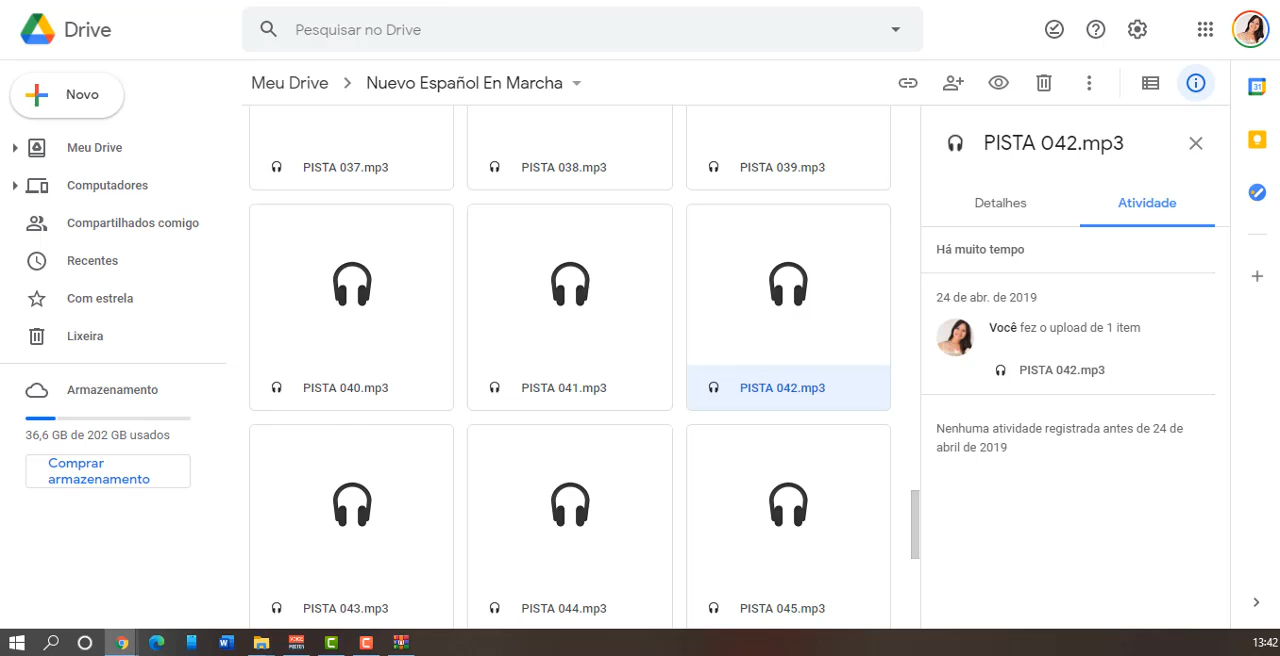 Drive
Pesquisar no Drive
Novo
Meu Drive
Computadores
Compartilhados comigo
Recentes
Com estrela
Lixeira
Armazenamento
36,6 GB de 202 GB usados
Comprar
armazenamento
Meu Drive
Nuevo Español En Marcha
PISTA 037.mp3
PISTA 038.mp3
PISTA 039.mp3
PISTA 040.mp3
PISTA 041.mp3
PISTA 042.mp3
PISTA 043.mp3
PISTA 044.mp3
PISTA 045.mp3
PISTA 042.mp3
Detalhes
Atividade
Há muito tempo
24 de abr. de 2019
Você fez o upload de 1 item
PISTA 042.mp3
Nenhuma atividade registrada antes de 24 de
abril de 2019
31
13:42